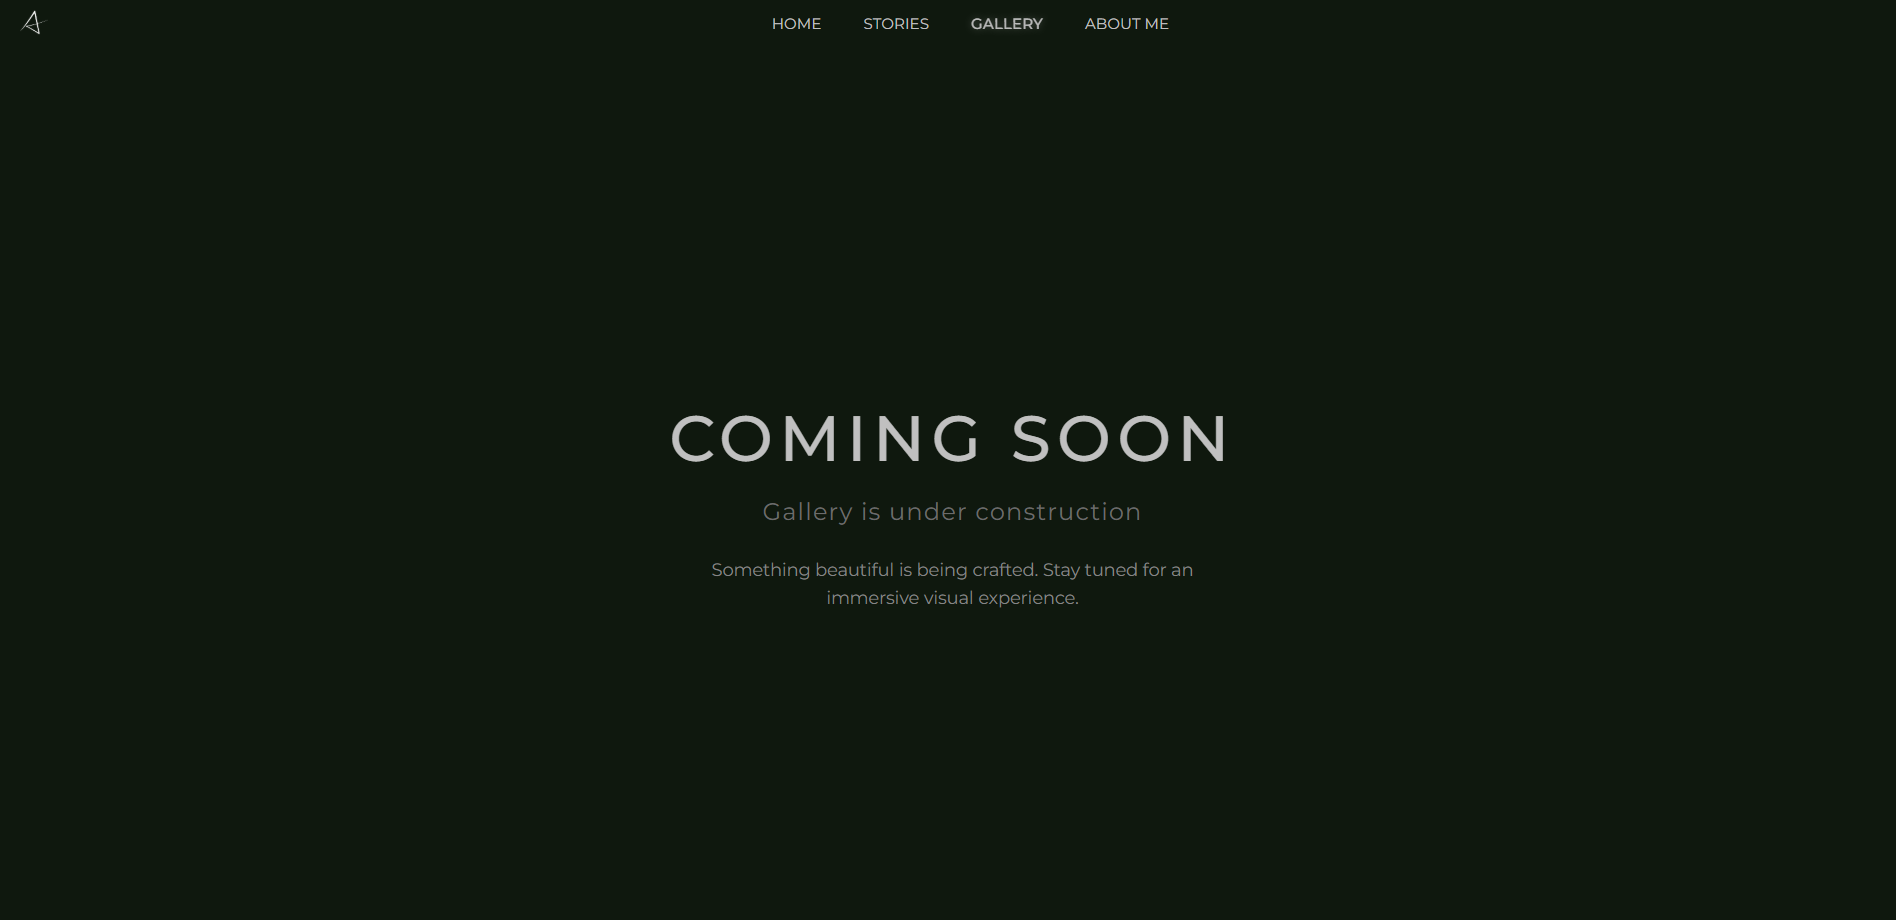 A
HOME STORIES GALLERY ABOUT ME
COMING SOON
Gallery is under construction
Something beautiful is being crafted. Stay tuned for an
immersive visual experience.